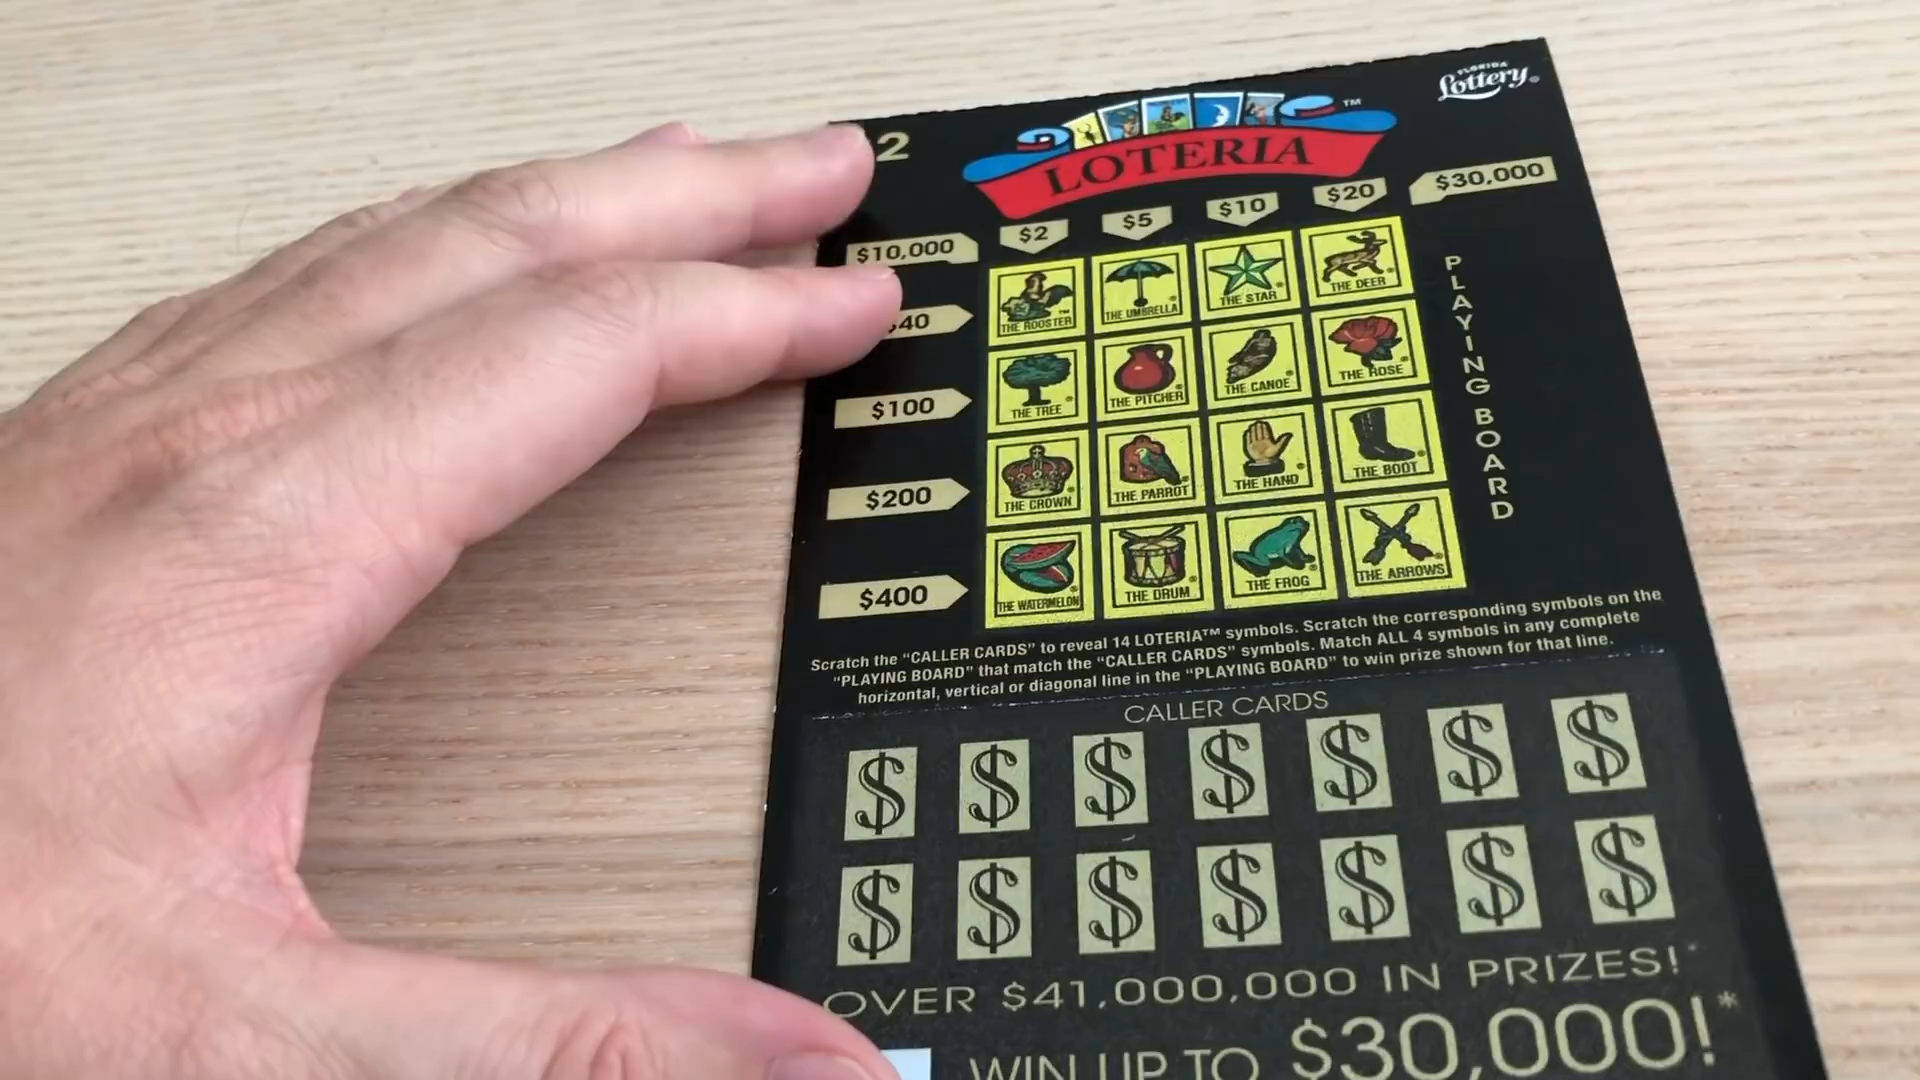 FLORIDA
Lottery
2
LOTERIA™
$30,000
$2 $5 $10 $20
$10,000
$40
$100
$200
$400
THE ROOSTER™ THE UMBRELLA THE STAR THE DEER
THE TREE THE PITCHER THE CANOE THE ROSE
THE CROWN THE PARROT THE HAND THE BOOT
THE WATERMELON THE DRUM THE FROG THE ARROWS
PLAYING BOARD
Scratch the “CALLER CARDS” to reveal 14 LOTERIA™ symbols. Scratch the corresponding symbols on the
“PLAYING BOARD” that match the “CALLER CARDS” symbols. Match ALL 4 symbols in any complete
horizontal, vertical or diagonal line in the “PLAYING BOARD” to win prize shown for that line.
CALLER CARDS
$ $ $ $ $ $ $
$ $ $ $ $ $ $
OVER $41,000,000 IN PRIZES!*
WIN UP TO $30,000!*